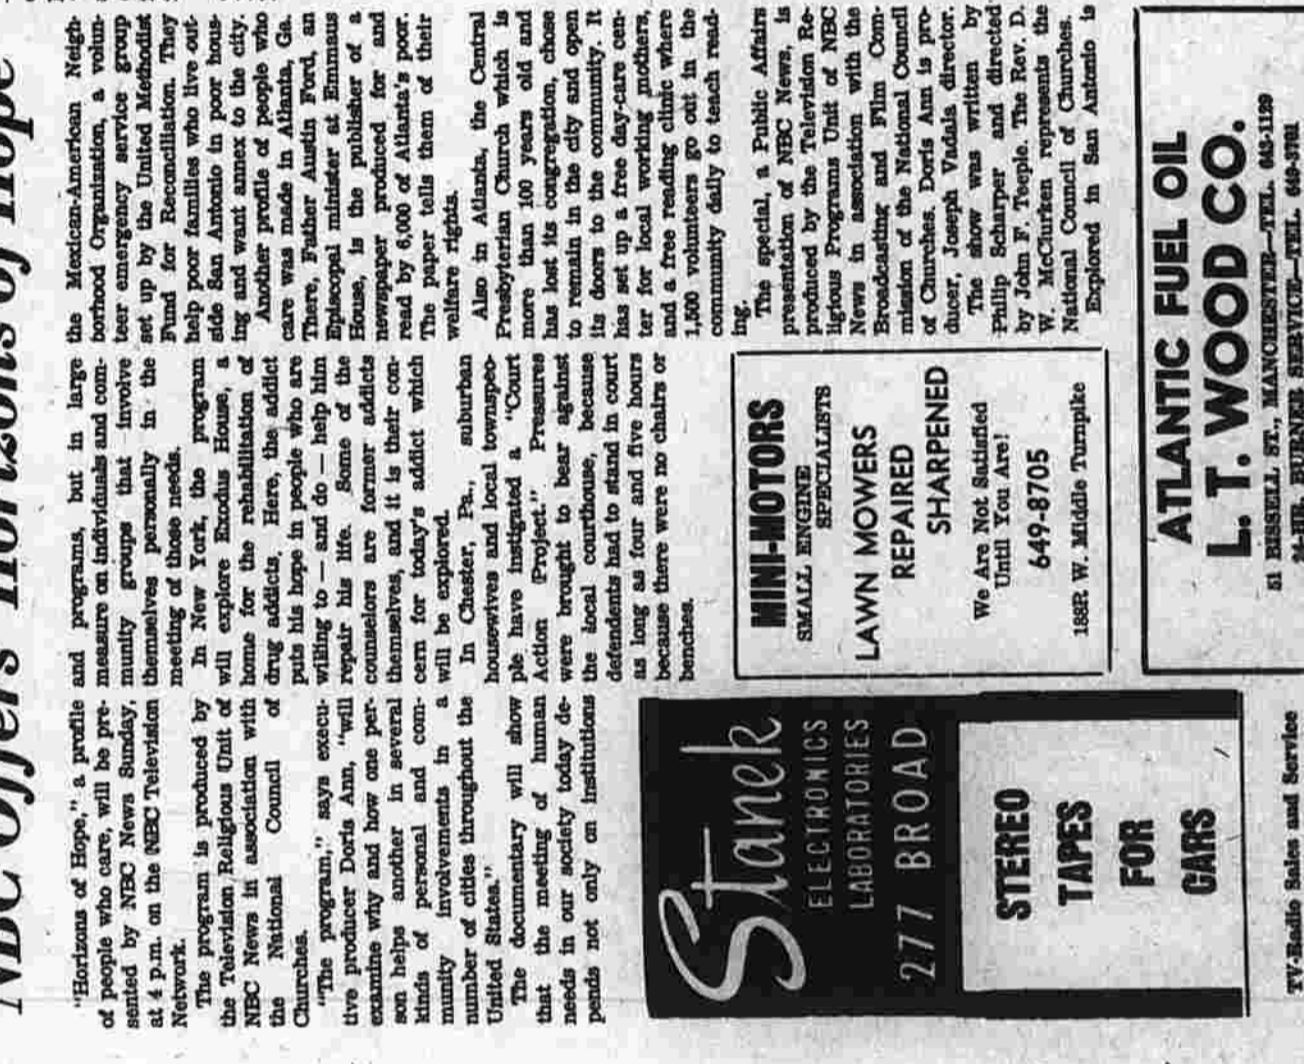 NBC Offers Horizons of Hope
"Horizons of Hope," a profile
of people who care, will be pre-
sented by NBC News Sunday,
at 4 p.m. on the NBC Television
Network.
The program is produced by
the Television Religious Unit of
NBC News in association with
the National Council of
Churches.
"The program," says execu-
tive producer Doris Ann, "will
examine why and how one per-
son helps another in several
kinds of personal and com-
munity involvements in a
number of cities throughout the
United States."
The documentary will show
that the meeting of human
needs in our society today de-
pends not only on institutions
and programs, but in large
measure on individuals and com-
munity groups that involve
themselves personally in the
meeting of those needs.
In New York, the program
will explore Exodus House, a
home for the rehabilitation of
drug addicts. Here, the addict
puts his hope in people who are
willing to — and do — help him
repair his life. Some of the
counselors are former addicts
themselves, and it is their con-
cern for today's addict which
will be explored.
In Chester, Pa., suburban
housewives and local townspeo-
ple have instigated a "Court
Action Project." Pressures
were brought to bear against
the local courthouse, because
defendents had to stand in court
as long as four and five hours
because there were no chairs or
benches.
the Mexican-American Neigh-
borhood Organization, a volun-
teer emergency service group
set up by the United Methodist
Fund for Reconciliation. They
help poor families who live out-
side San Antonio in poor hous-
ing and want annex to the city.
Another profile of people who
care was made in Atlanta, Ga.
There, Father Austin Ford, an
Episcopal minister at Emmaus
House, is the publisher of a
newspaper produced for and
read by 6,000 of Atlanta's poor.
The paper tells them of their
welfare rights.
Also in Atlanta, the Central
Presbyterian Church which is
more than 100 years old and
has lost its congregation, chose
to remain in the city and open
its doors to the community. It
has set up a free day-care cen-
ter for local working mothers,
and a free reading clinic where
1,500 volunteers go out in the
community daily to teach read-
ing.
The special, a Public Affairs
presentation of NBC News, is
produced by the Television Re-
ligious Programs Unit of NBC
News in association with the
Broadcasting and Film Com-
mission of the National Council
of Churches. Doris Ann is pro-
ducer, Joseph Vadala director.
The show was written by
Philip Scharper and directed
by John F. Teeple. The Rev. D.
W. McClurken represents the
National Council of Churches.
Explored in San Antonio is
Stanek
ELECTRONICS
LABORATORIES
277 BROAD
STEREO
TAPES
FOR
CARS
TV-Radio Sales and Service
MINI-MOTORS
SMALL ENGINE
SPECIALISTS
LAWN MOWERS
REPAIRED
SHARPENED
We Are Not Satisfied
Until You Are!
649-8705
188R W. Middle Turnpike
ATLANTIC FUEL OIL
L. T. WOOD CO.
51 BISSELL ST., MANCHESTER—TEL. 643-1129
24-HR. BURNER SERVICE—TEL. 649-3701